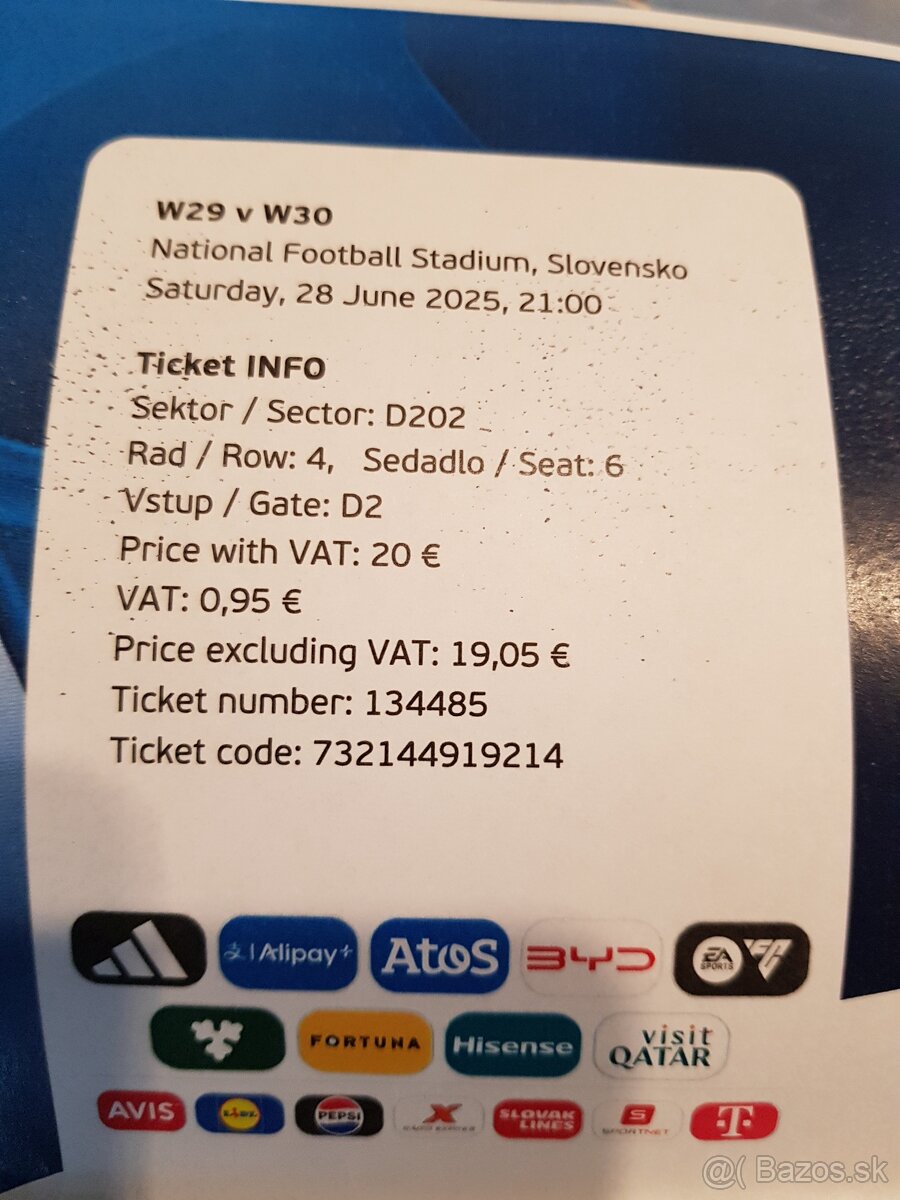 W29 v W30
National Football Stadium, Slovensko
Saturday, 28 June 2025, 21:00
Ticket INFO
Sektor / Sector: D202
Rad / Row: 4, Sedadlo / Seat: 6
Vstup / Gate: D2
Price with VAT: 20 €
VAT: 0,95 €
Price excluding VAT: 19,05 €
Ticket number: 134485
Ticket code: 732144919214
支 | Alipay+ Atos BYD EA SPORTS FC
FORTUNA Hisense visit QATAR
AVIS LIDL PEPSI X SLOVAK LINES S SPORTNET T
@( Bazos.sk